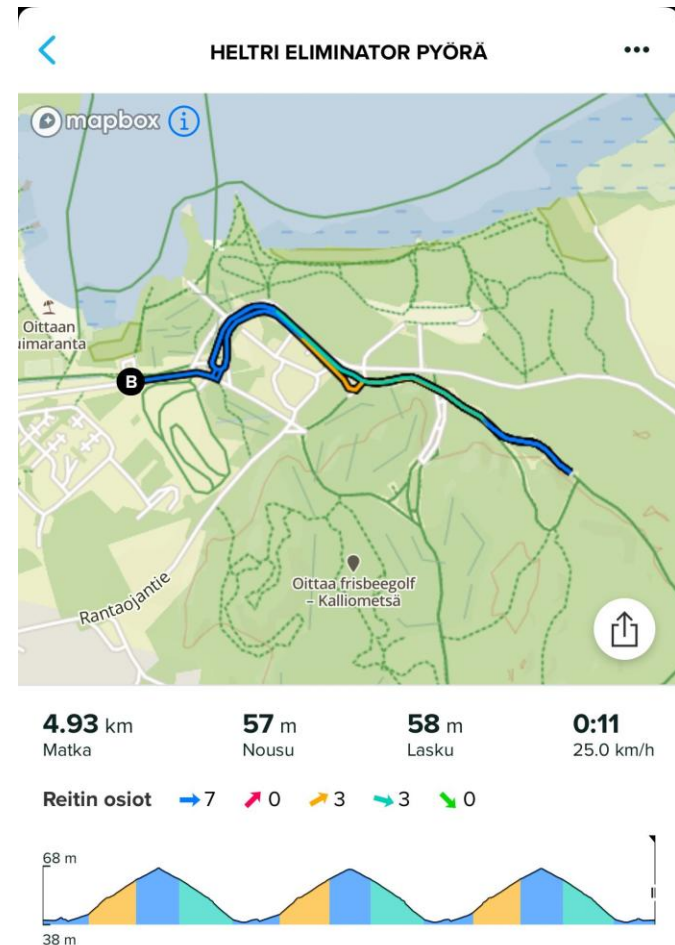 HELTRI ELIMINATOR PYÖRÄ
mapbox
Oittaan
uimaranta
B
Oittaa frisbeegolf
– Kalliometsä
Rantaojantie
4.93 km 57 m 58 m 0:11
Matka Nousu Lasku 25.0 km/h
Reitin osiot 7 0 3 3 0
68 m
38 m